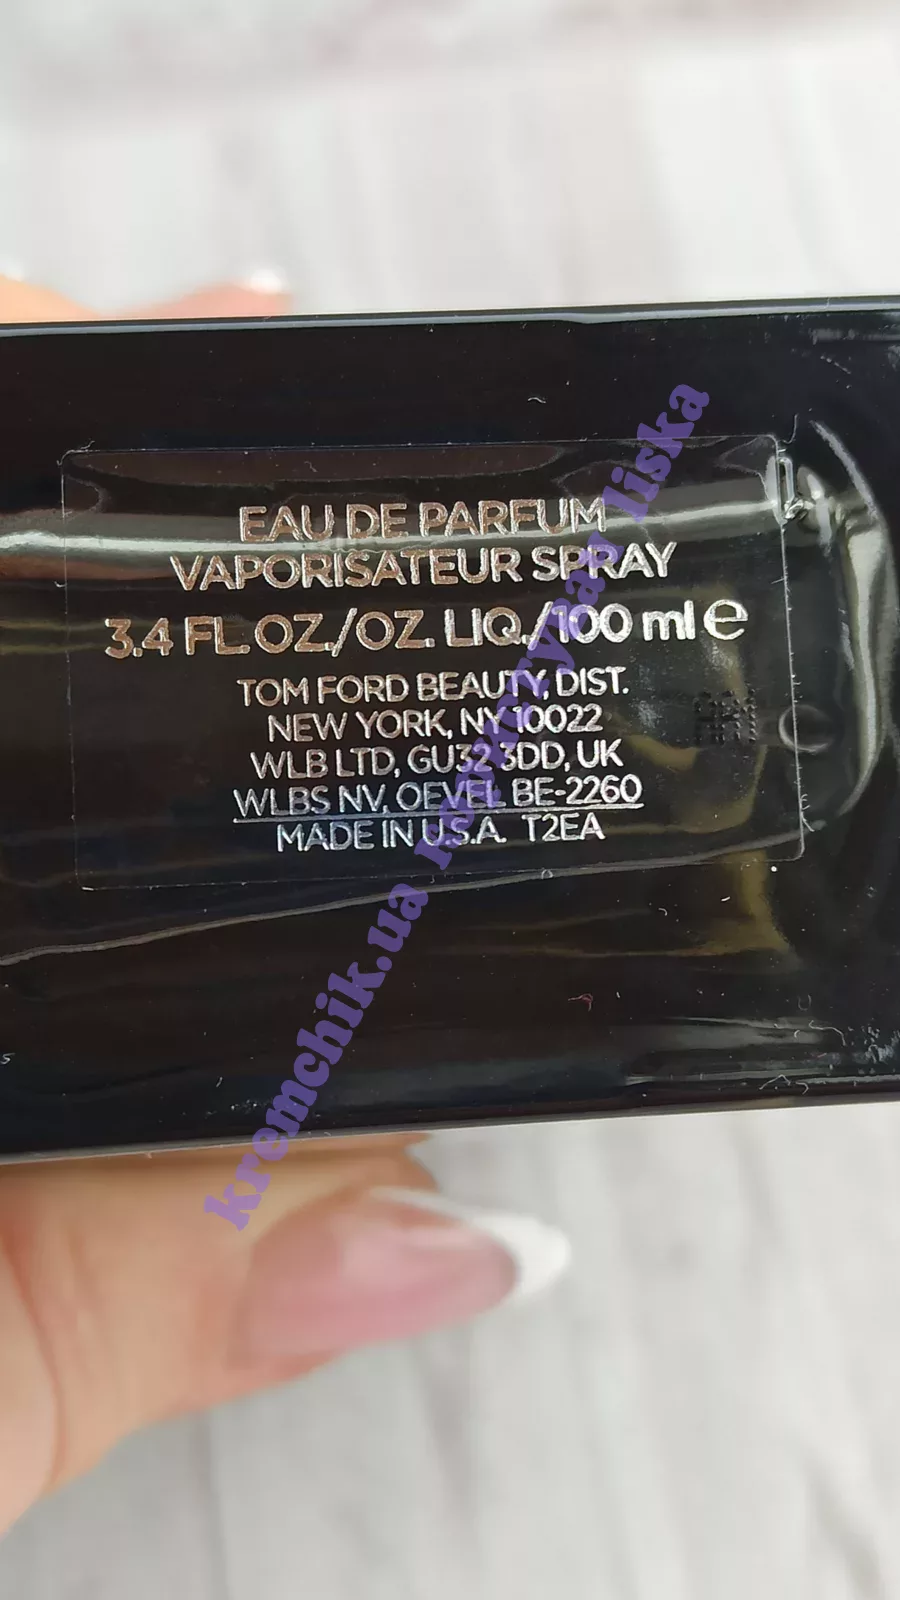 EAU DE PARFUM
VAPORISATEUR SPRAY
3.4 FL. OZ./OZ. LIQ./100 ml e
TOM FORD BEAUTY, DIST.
NEW YORK, NY 10022
WLB LTD, GU32 3DD, UK
WLBS NV, OEVEL BE-2260
MADE IN U.S.A. T2EA
kremchik.ua liska